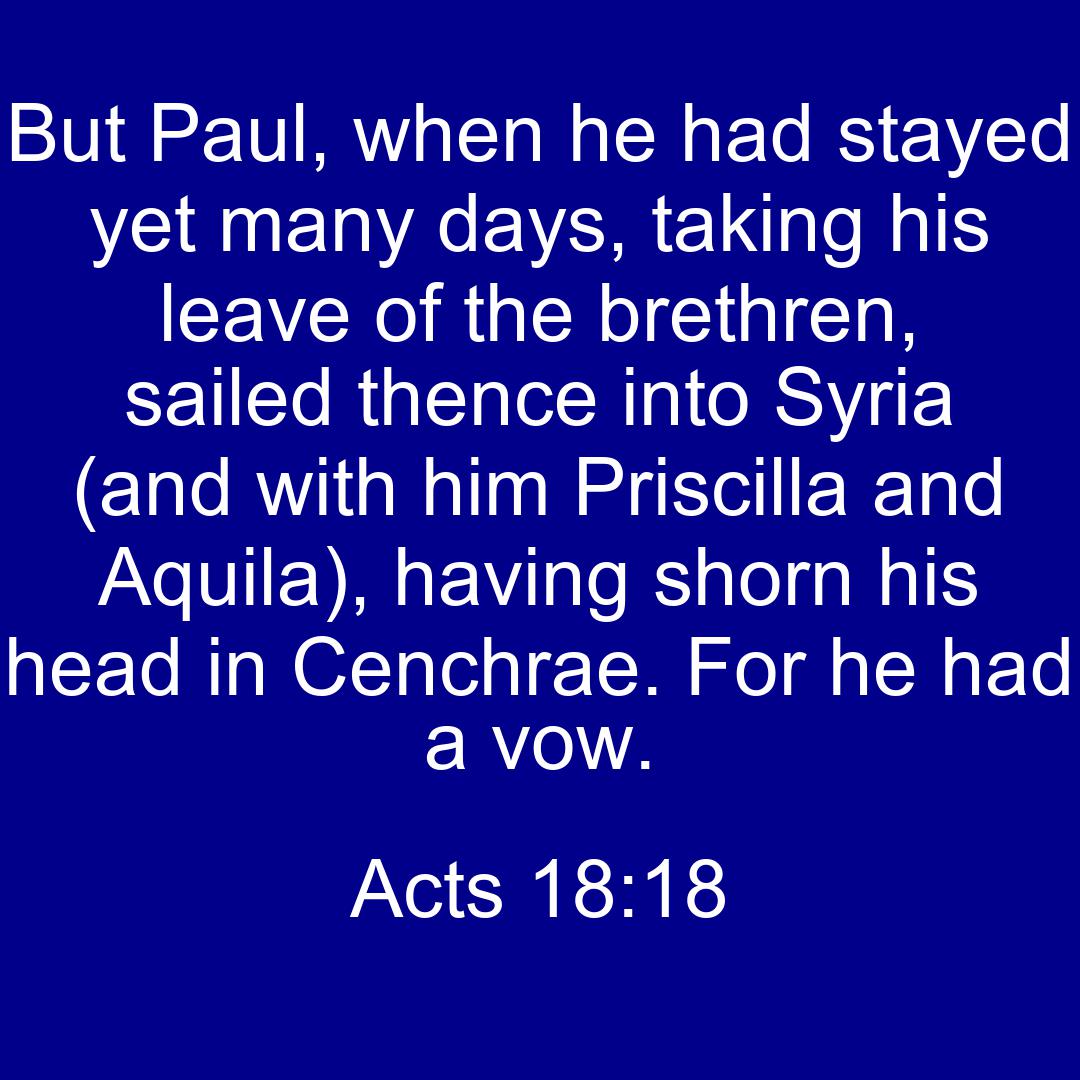 But Paul, when he had stayed
yet many days, taking his
leave of the brethren,
sailed thence into Syria
(and with him Priscilla and
Aquila), having shorn his
head in Cenchrae. For he had
a vow.
Acts 18:18